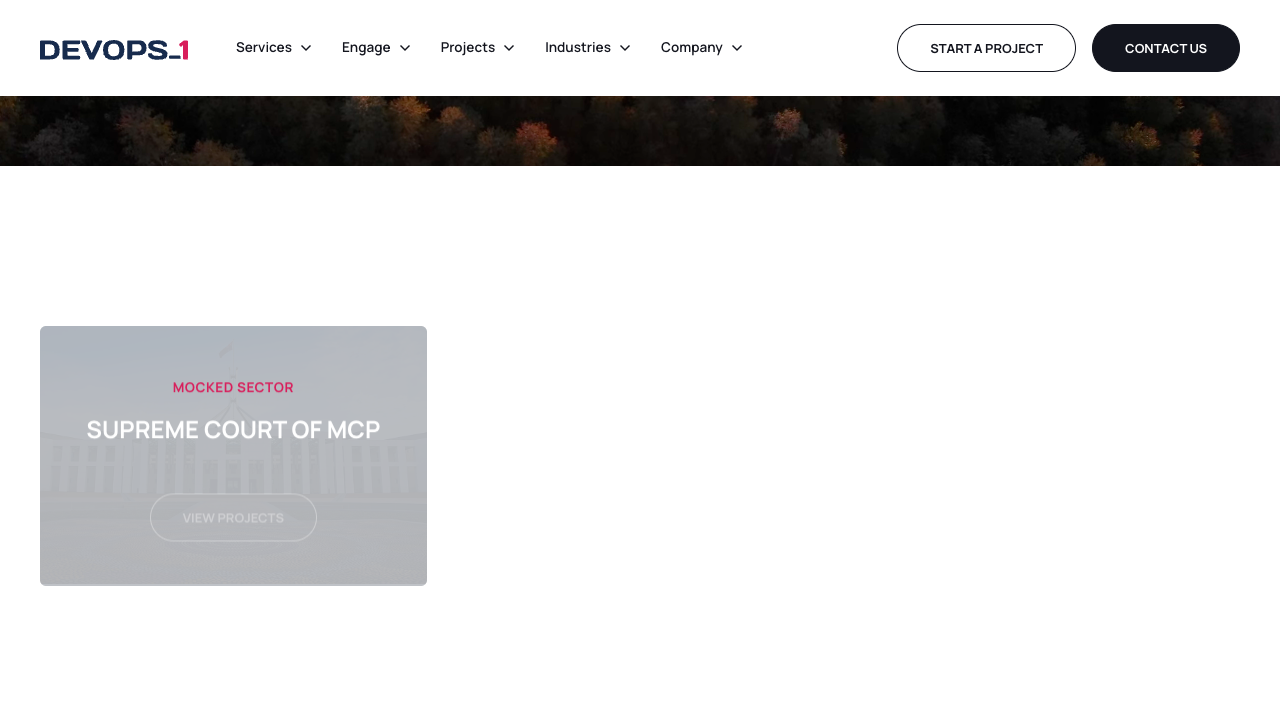 DEVOPS_1
Services
Engage
Projects
Industries
Company
START A PROJECT
CONTACT US
MOCKED SECTOR
SUPREME COURT OF MCP
VIEW PROJECTS